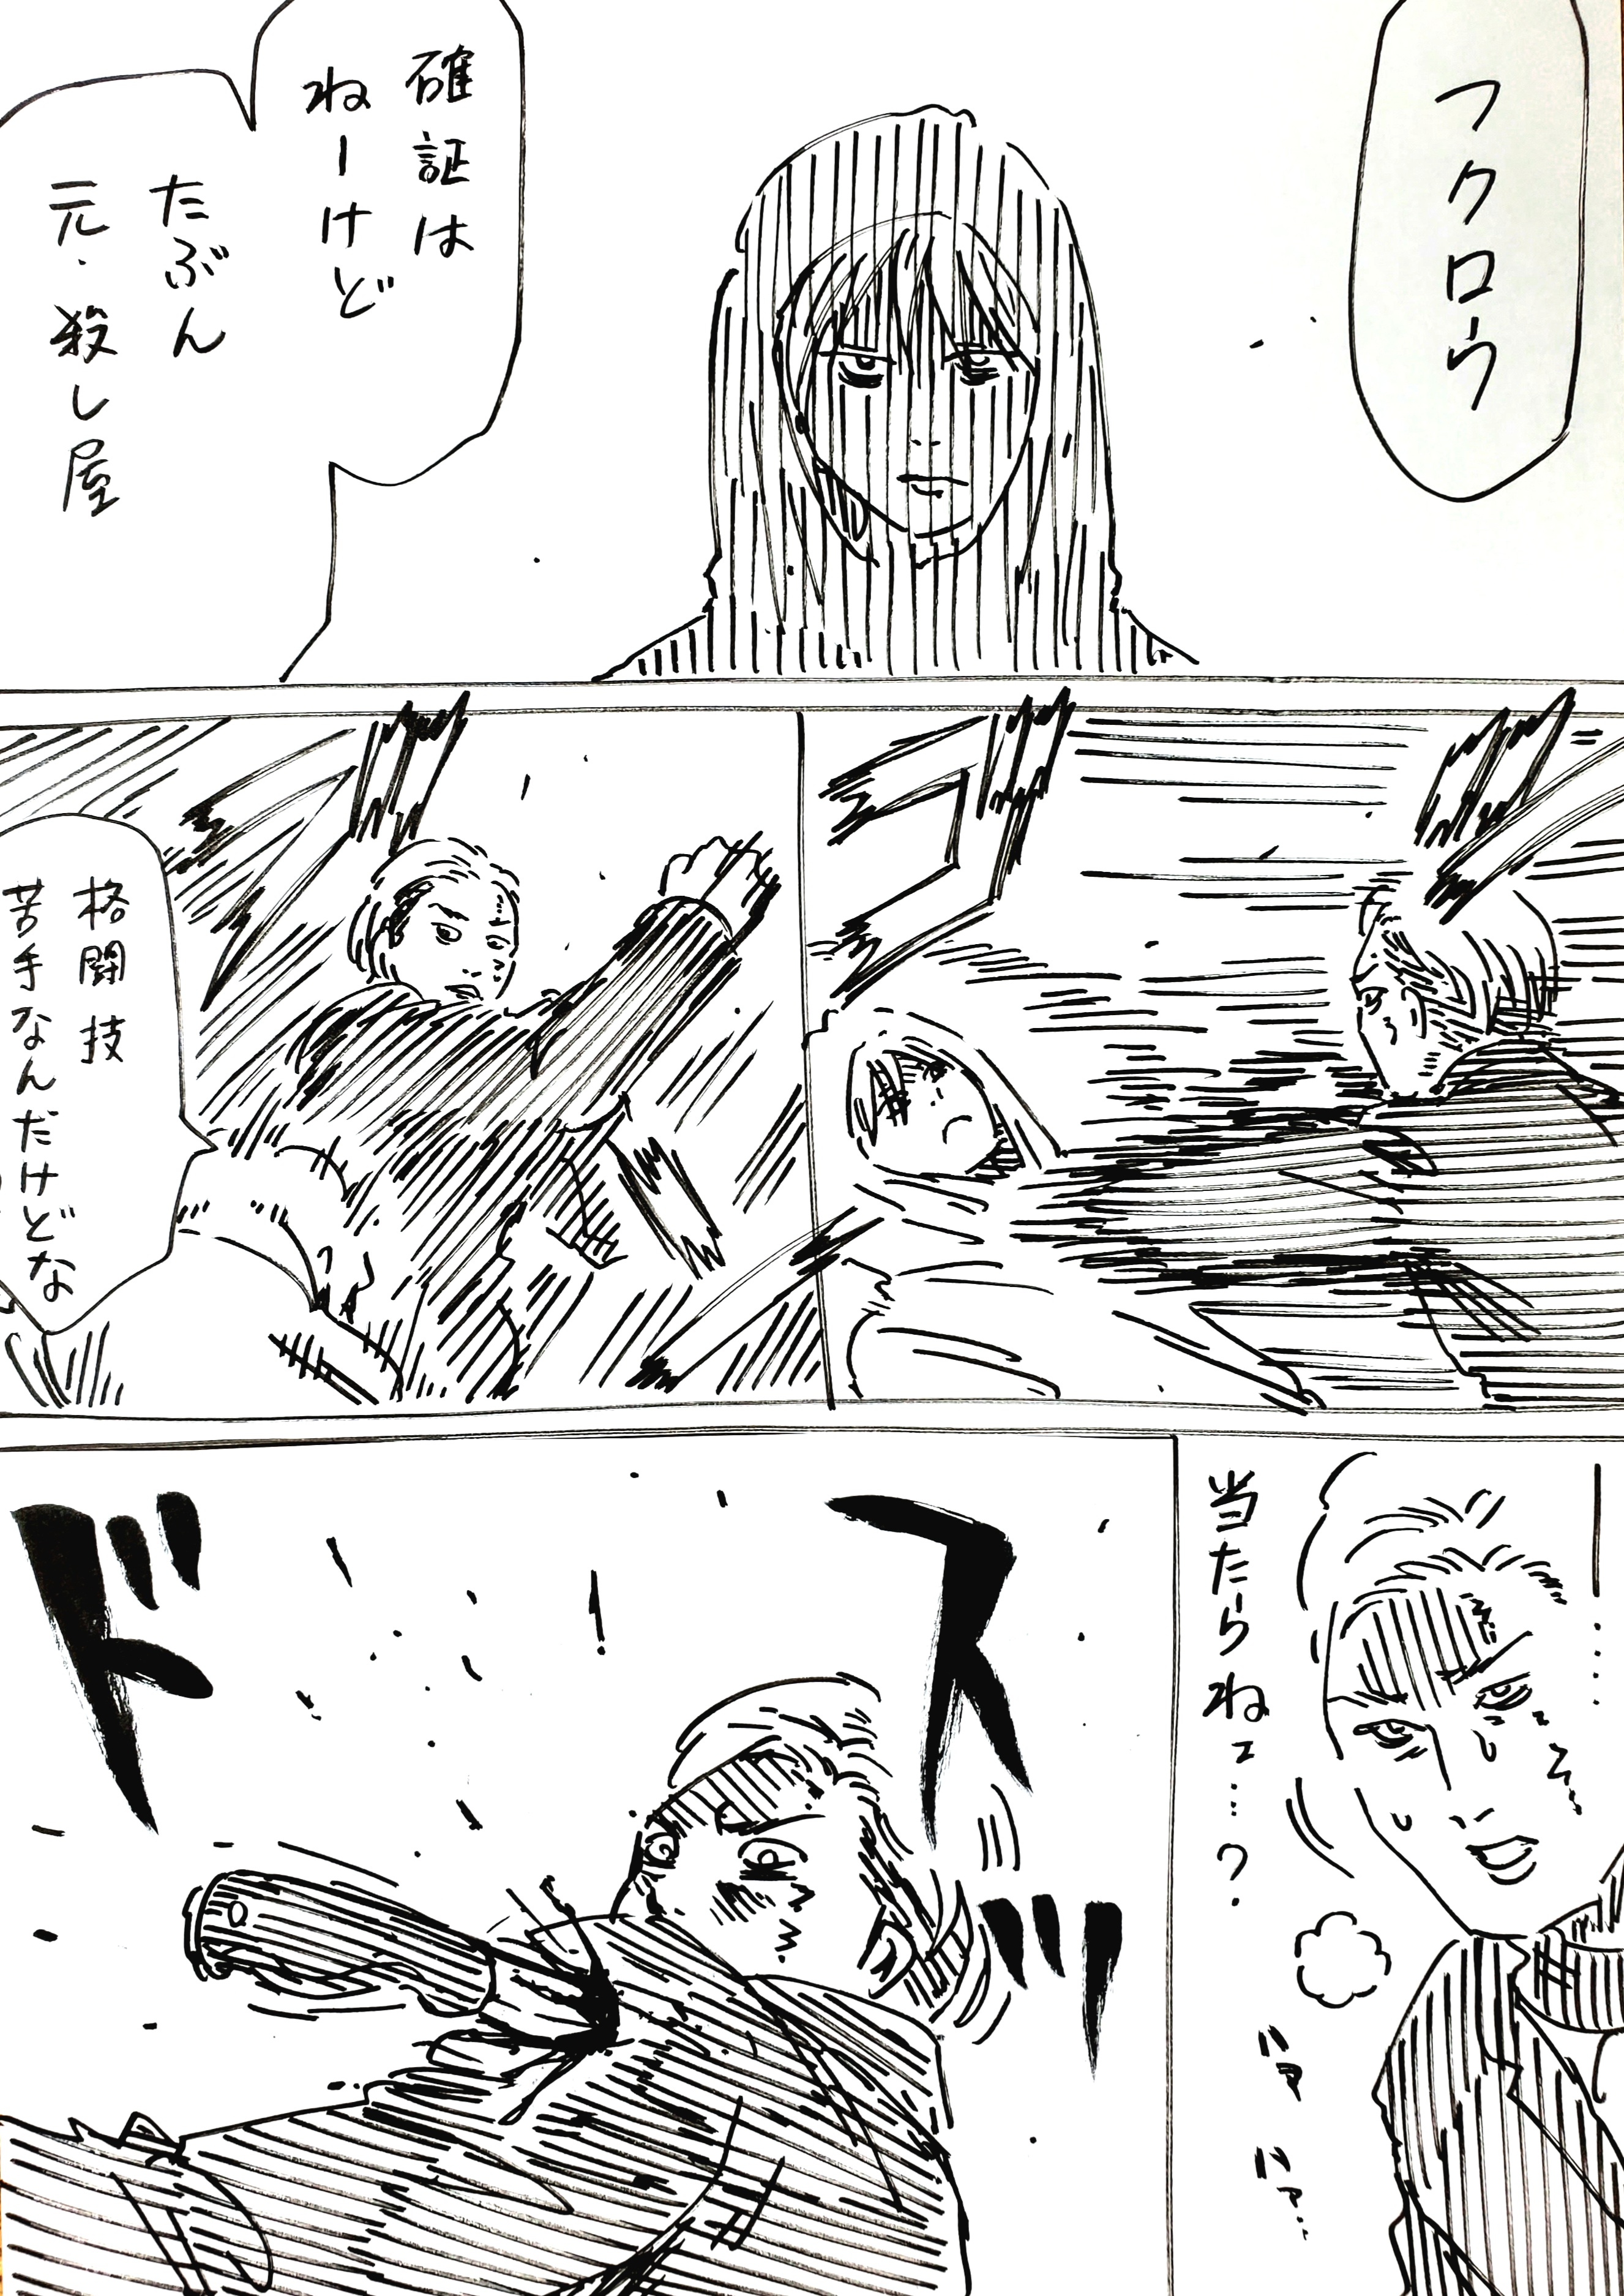 フクロウ
確証は
ねーけど
たぶん
元・殺し屋
格闘技
苦手なんだけどな
当たらねェ…?
ハァ
ハァ…
ズドッ